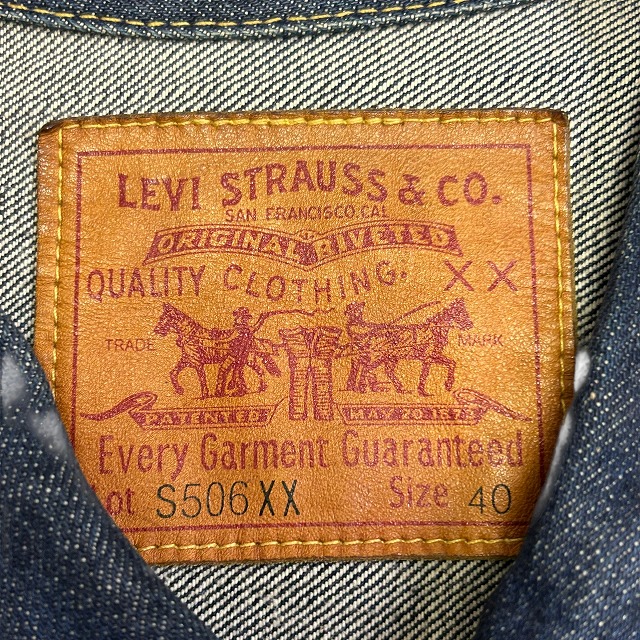 LEVI STRAUSS & CO.
SAN FRANCISCO, CAL
ORIGINAL RIVETED
QUALITY CLOTHING. XX
TRADE MARK
PATENTED MAY 20 1873
Every Garment Guaranteed
ot S506XX Size 40